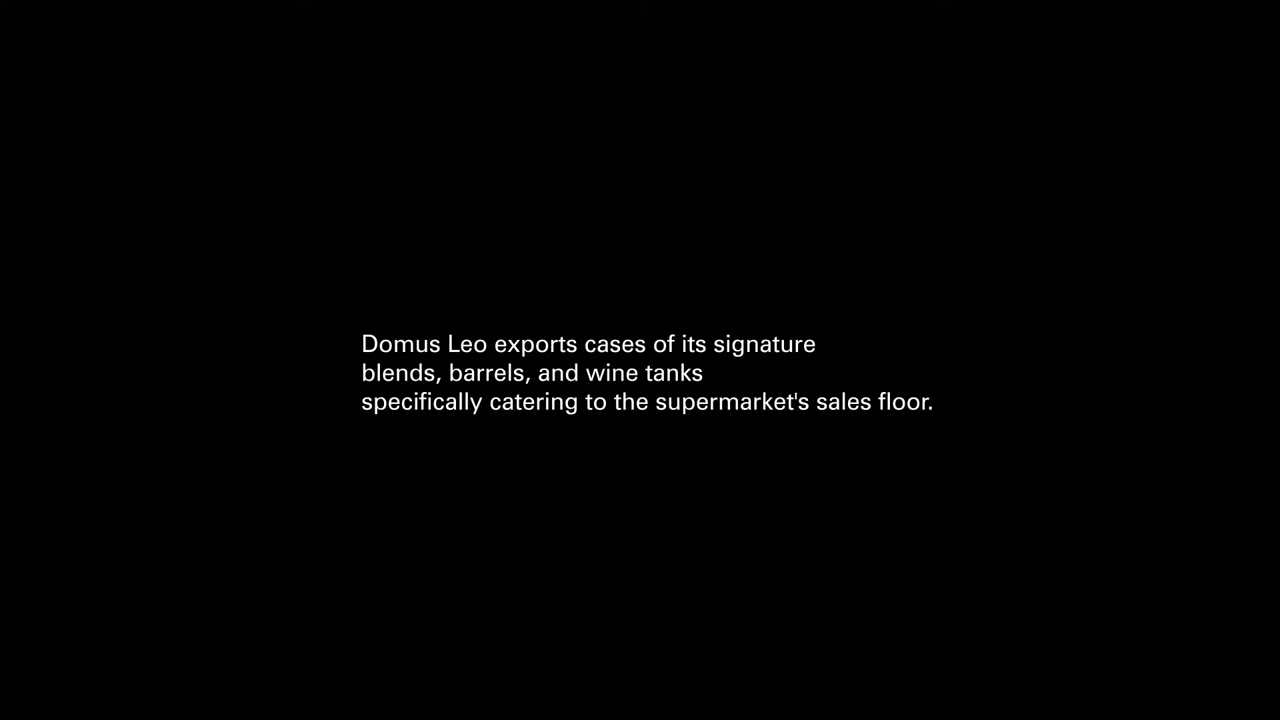 Domus Leo exports cases of its signature
blends, barrels, and wine tanks
specifically catering to the supermarket's sales floor.